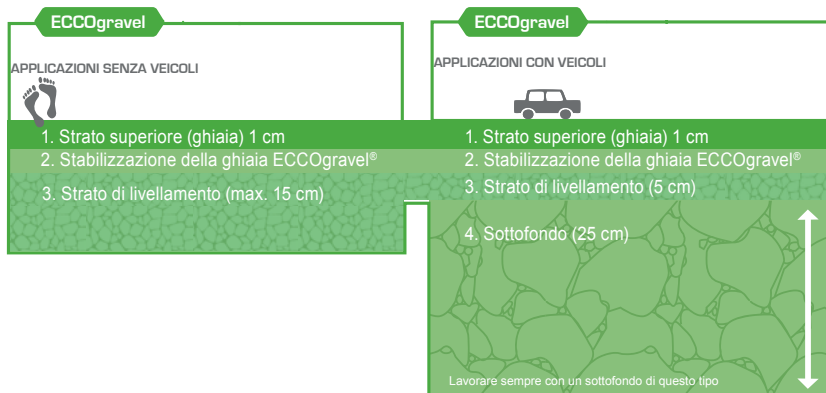 ECCOgravel
APPLICAZIONI SENZA VEICOLI
1. Strato superiore (ghiaia) 1 cm
2. Stabilizzazione della ghiaia ECCOgravel®
3. Strato di livellamento (max. 15 cm)
ECCOgravel
APPLICAZIONI CON VEICOLI
1. Strato superiore (ghiaia) 1 cm
2. Stabilizzazione della ghiaia ECCOgravel®
3. Strato di livellamento (5 cm)
4. Sottofondo (25 cm)
Lavorare sempre con un sottofondo di questo tipo